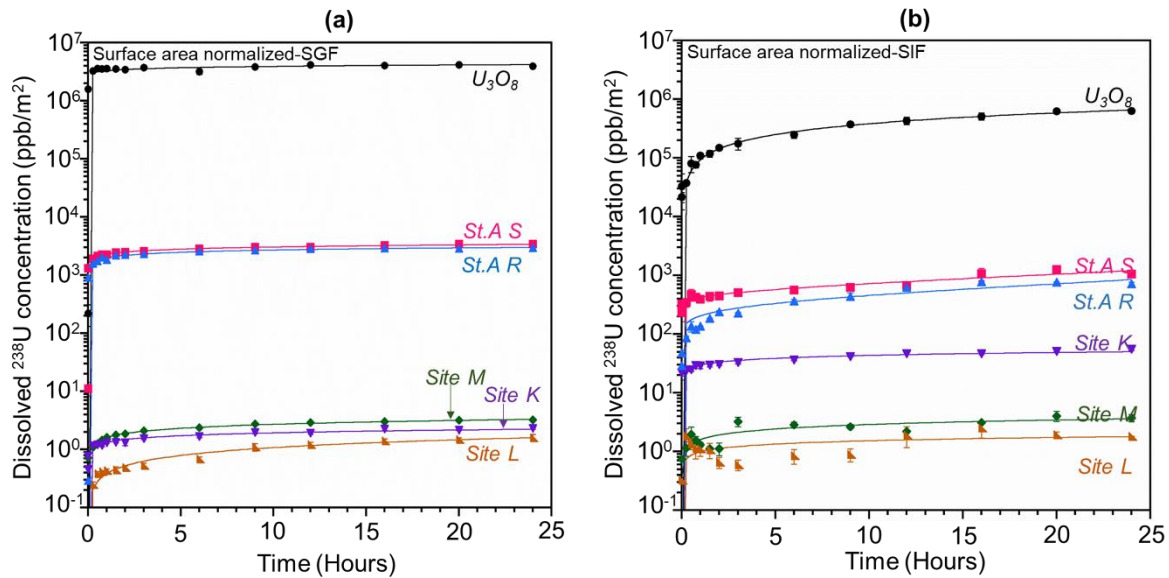 (a)
Surface area normalized-SGF
Dissolved ²³⁸U concentration (ppb/m²)
10⁷
10⁶
10⁵
10⁴
10³
10²
10¹
10⁰
10⁻¹
U₃O₈
St.A S
St.A R
Site M
Site K
Site L
0 5 10 15 20 25
Time (Hours)
(b)
Surface area normalized-SIF
Dissolved ²³⁸U concentration (ppb/m²)
10⁷
10⁶
10⁵
10⁴
10³
10²
10¹
10⁰
10⁻¹
U₃O₈
St.A S
St.A R
Site K
Site M
Site L
0 5 10 15 20 25
Time (Hours)